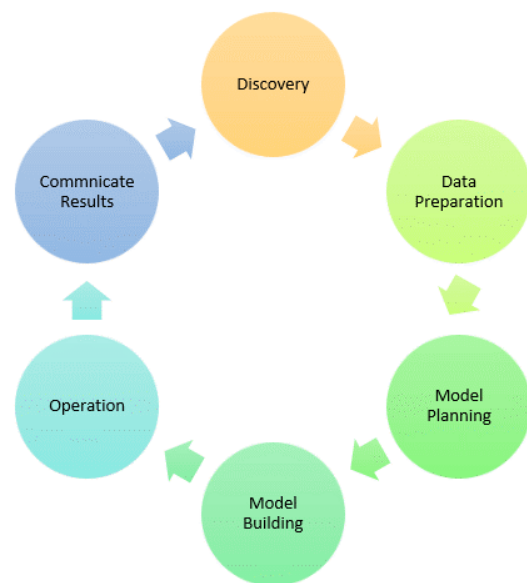 Discovery
Data
Preparation
Model
Planning
Model
Building
Operation
Commnicate
Results